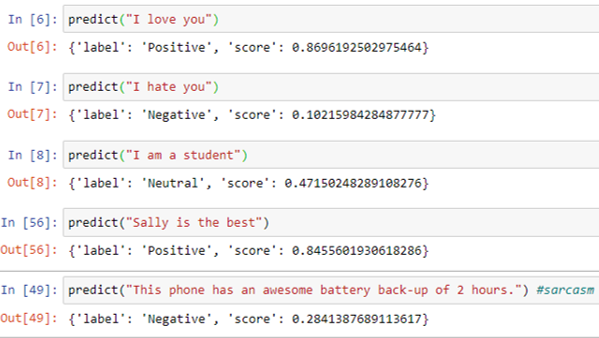 In [6]: predict("I love you")
Out[6]: {'label': 'Positive', 'score': 0.8696192502975464}
In [7]: predict("I hate you")
Out[7]: {'label': 'Negative', 'score': 0.10215984284877777}
In [8]: predict("I am a student")
Out[8]: {'label': 'Neutral', 'score': 0.47150248289108276}
In [56]: predict("Sally is the best")
Out[56]: {'label': 'Positive', 'score': 0.8455601930618286}
In [49]: predict("This phone has an awesome battery back-up of 2 hours.") #sarcasm
Out[49]: {'label': 'Negative', 'score': 0.2841387689113617}